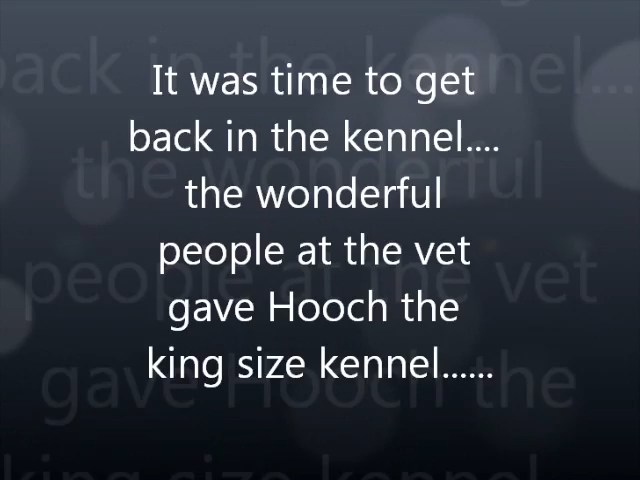 It was time to get
back in the kennel....
the wonderful
people at the vet
gave Hooch the
king size kennel......